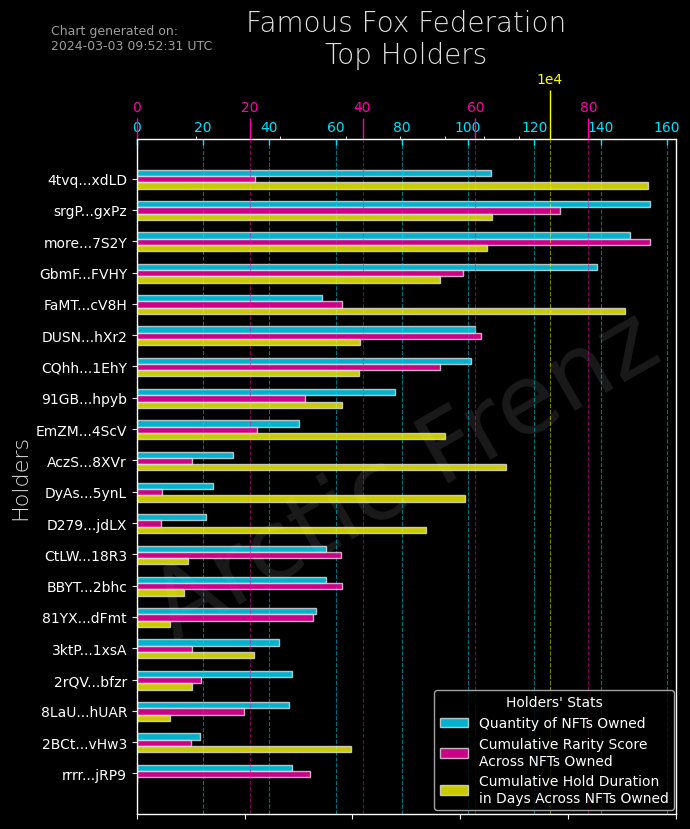 Chart generated on:
2024-03-03 09:52:31 UTC
Famous Fox Federation
Top Holders
1e4
0 20 40 60 80
0 20 40 60 80 100 120 140 160
4tvq...xdLD
srgP...gxPz
more...7S2Y
GbmF...FVHY
FaMT...cV8H
DUSN...hXr2
CQhh...1EhY
91GB...hpyb
EmZM...4ScV
AczS...8XVr
DyAs...5ynL
D279...jdLX
CtLW...18R3
BBYT...2bhc
81YX...dFmt
3ktP...1xsA
2rQV...bfzr
8LaU...hUAR
2BCt...vHw3
rrrr...jRP9
Holders
Arctic Frenz
Holders' Stats
Quantity of NFTs Owned
Cumulative Rarity Score
Across NFTs Owned
Cumulative Hold Duration
in Days Across NFTs Owned